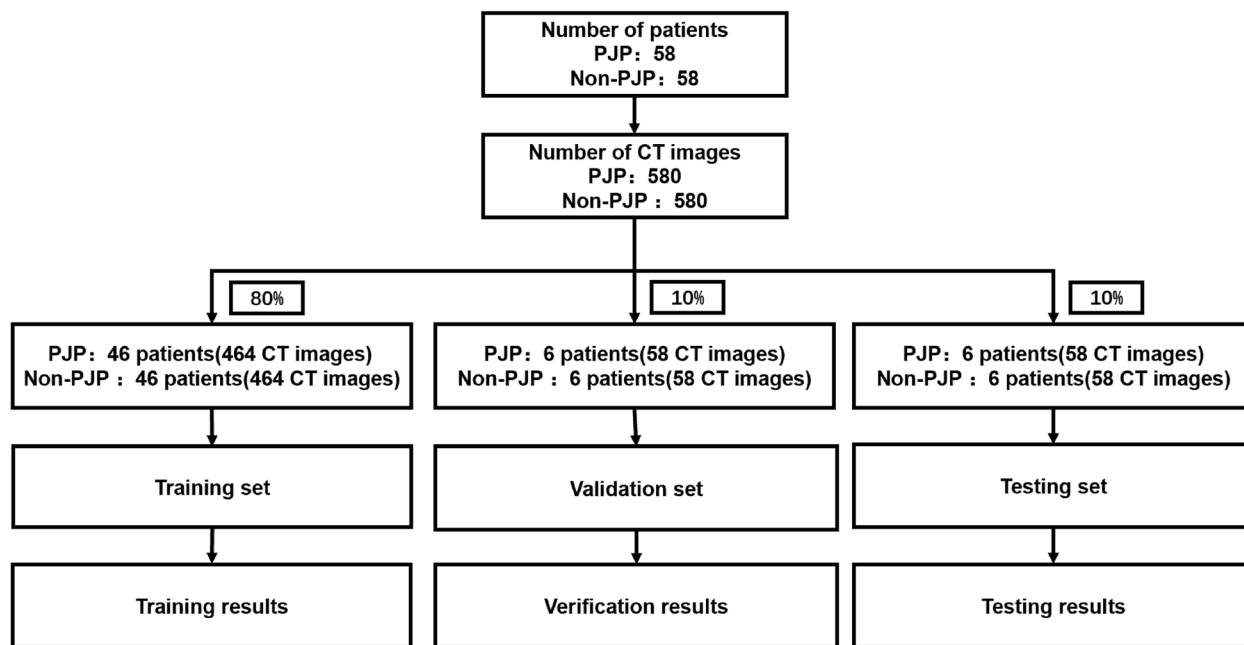 Number of patients
PJP：58
Non-PJP：58
Number of CT images
PJP：580
Non-PJP ：580
80%
10%
10%
PJP：46 patients(464 CT images)
Non-PJP ：46 patients(464 CT images)
PJP：6 patients(58 CT images)
Non-PJP ：6 patients(58 CT images)
PJP：6 patients(58 CT images)
Non-PJP ：6 patients(58 CT images)
Training set
Validation set
Testing set
Training results
Verification results
Testing results